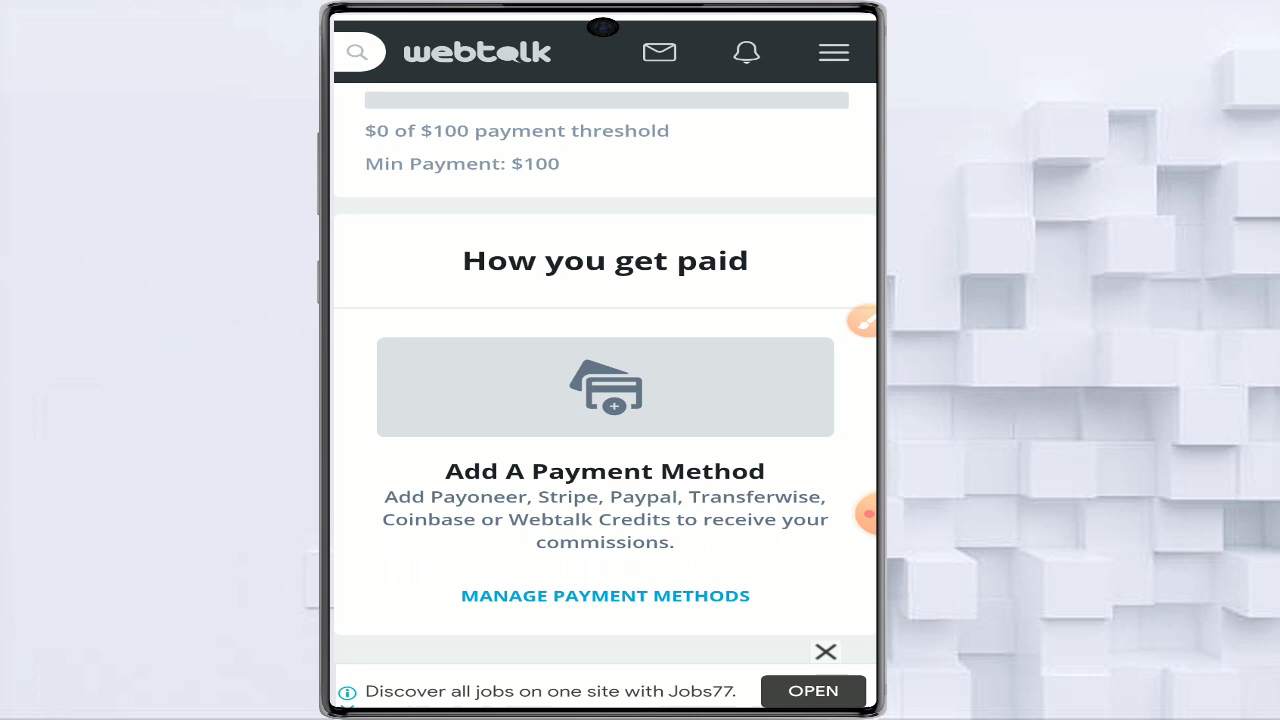 webtalk
$0 of $100 payment threshold
Min Payment: $100
How you get paid
Add A Payment Method
Add Payoneer, Stripe, Paypal, Transferwise,
Coinbase or Webtalk Credits to receive your
commissions.
MANAGE PAYMENT METHODS
Discover all jobs on one site with Jobs77.
OPEN